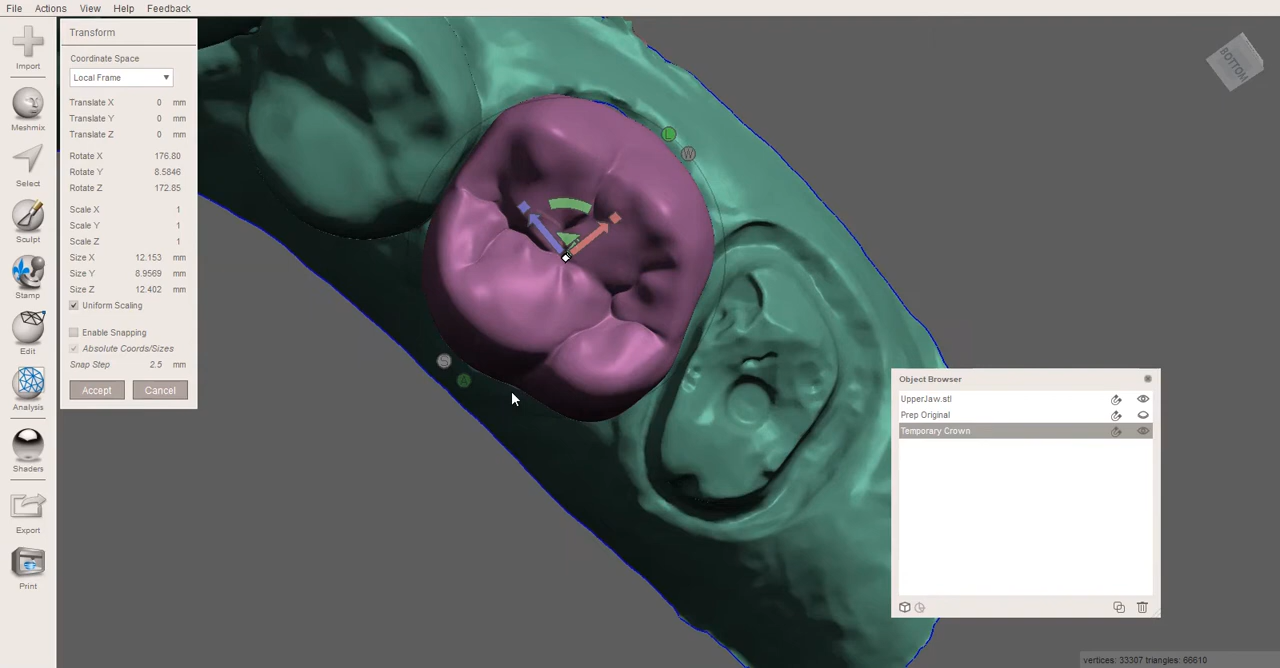 File Actions View Help Feedback
Import
Meshmix
Select
Sculpt
Stamp
Edit
Analysis
Shaders
Export
Print
Transform
Coordinate Space
Local Frame
Translate X 0 mm
Translate Y 0 mm
Translate Z 0 mm
Rotate X 176.80
Rotate Y 8.5846
Rotate Z 172.85
Scale X 1
Scale Y 1
Scale Z 1
Size X 12.153 mm
Size Y 8.9569 mm
Size Z 12.402 mm
Uniform Scaling
Enable Snapping
Absolute Coords/Sizes
Snap Step 2.5 mm
Accept Cancel
L
W
S
A
BOTTOM
Object Browser
UpperJaw.stl
Prep Original
Temporary Crown
vertices: 33307 triangles: 66610